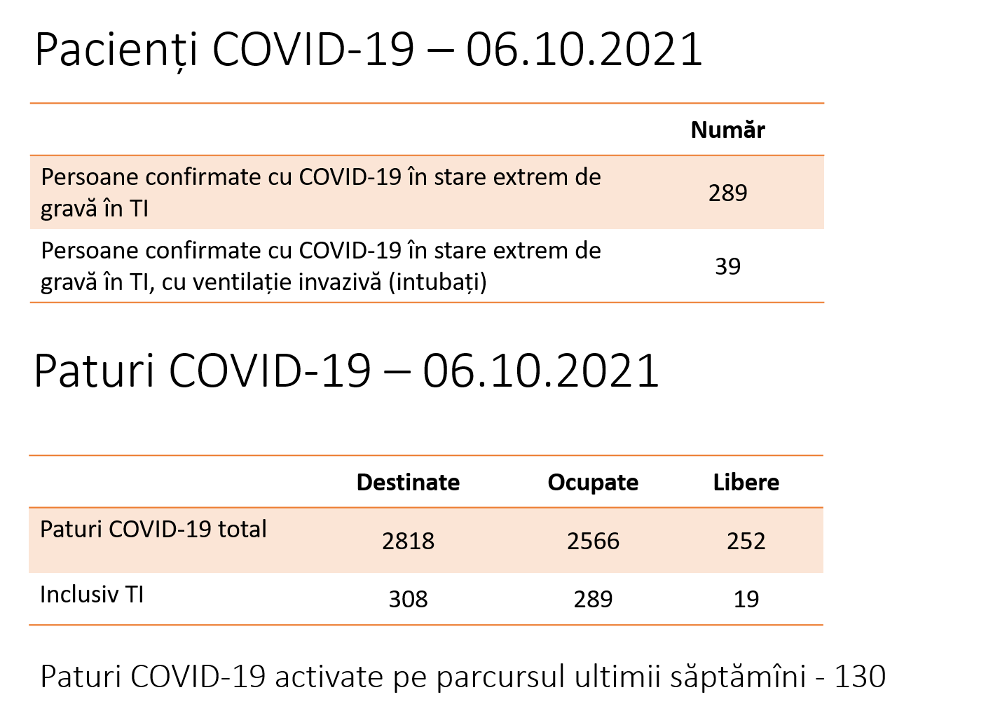 Pacienți COVID-19 – 06.10.2021
Număr
Persoane confirmate cu COVID-19 în stare extrem de
gravă în TI
289
Persoane confirmate cu COVID-19 în stare extrem de
gravă în TI, cu ventilație invazivă (intubați)
39
Paturi COVID-19 – 06.10.2021
Destinate Ocupate Libere
Paturi COVID-19 total 2818 2566 252
Inclusiv TI 308 289 19
Paturi COVID-19 activate pe parcursul ultimii săptămîni - 130